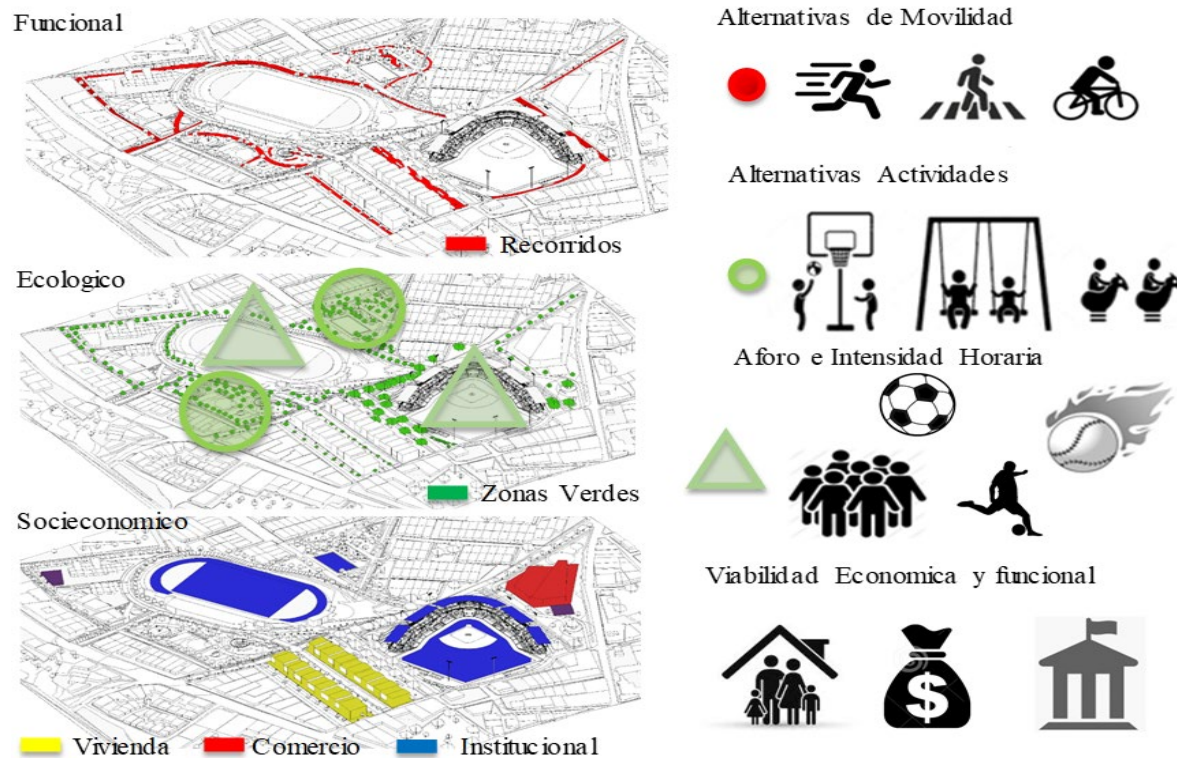 Funcional
Recorridos
Ecologico
Zonas Verdes
Socieconomico
Vivienda
Comercio
Institucional
Alternativas de Movilidad
Alternativas Actividades
Aforo e Intensidad Horaria
Viabilidad Economica y funcional
$